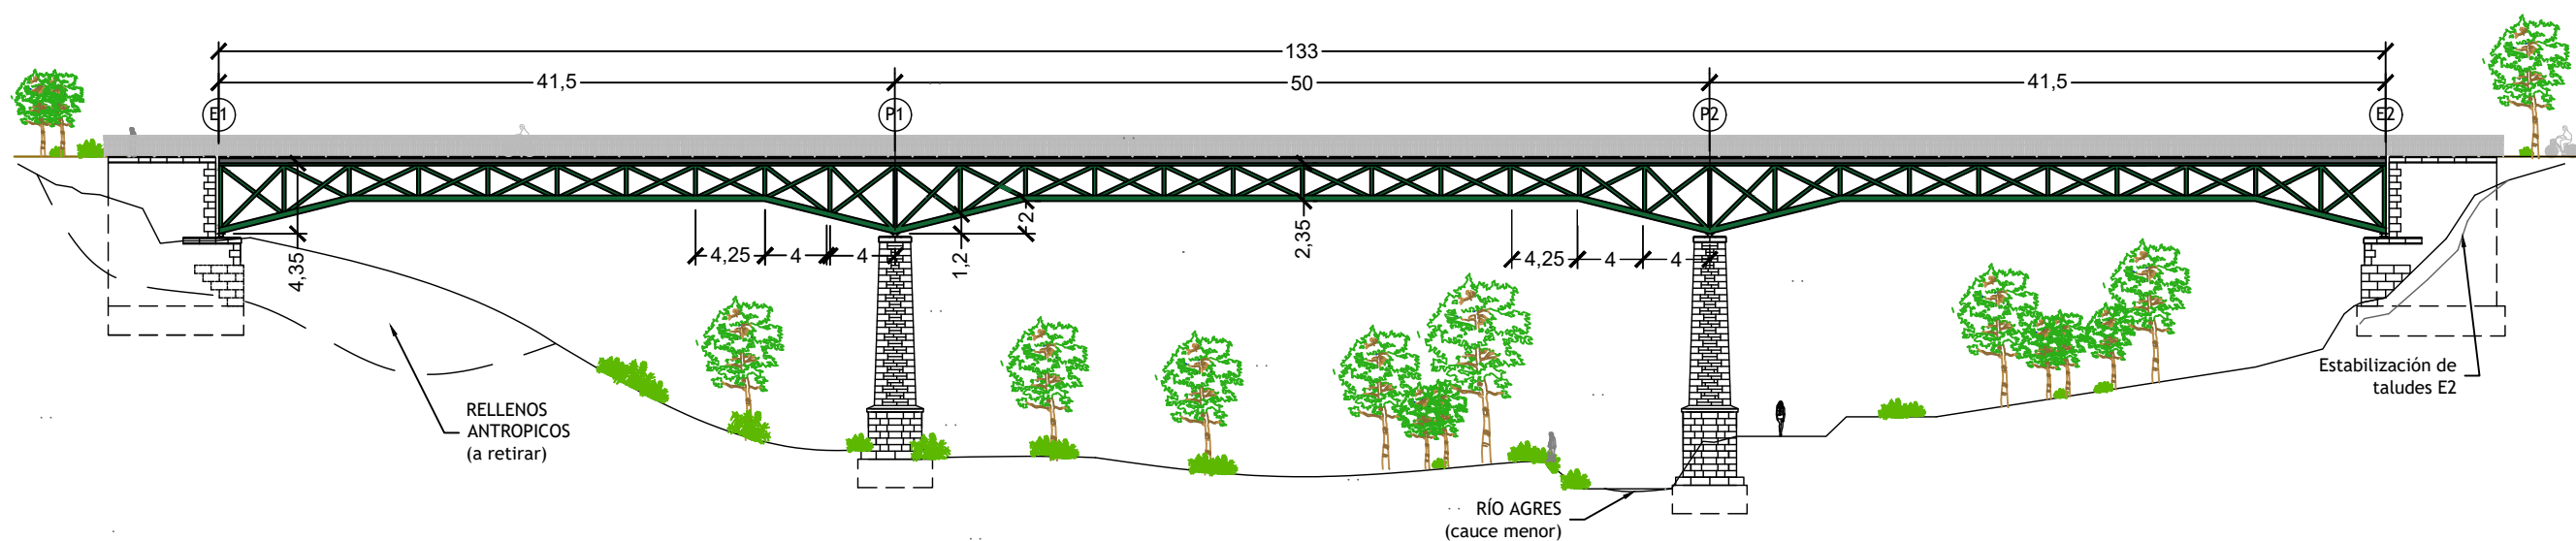 133
41,5
50
41,5
E1
P1
P2
E2
4,35
4,25
4
4
1,2
2
2,35
4,25
4
4
RELLENOS
ANTROPICOS
(a retirar)
RÍO AGRES
(cauce menor)
Estabilización de
taludes E2